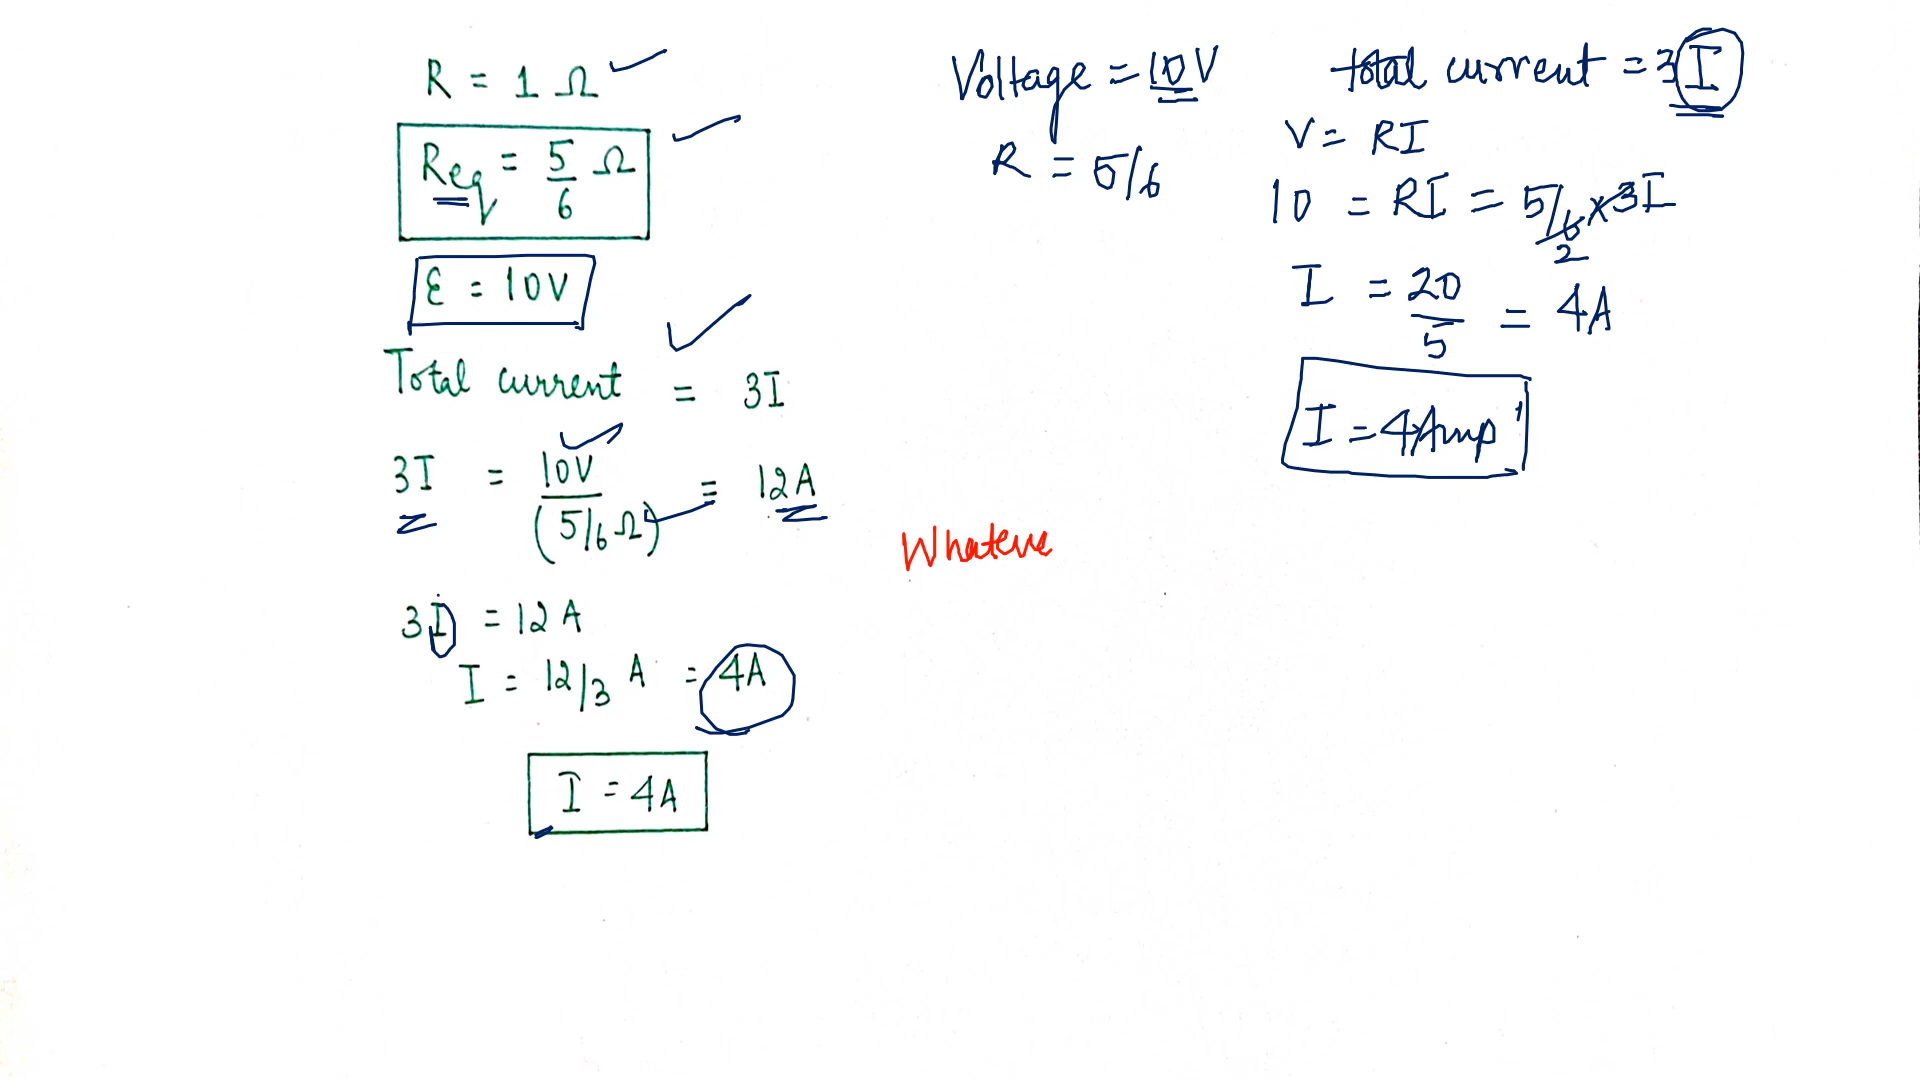 R = 1 Ω
Req = 5/6 Ω
ε = 10V
Total current = 3I
3I = 10V/(5/6 Ω) = 12A
3I = 12 A
I = 12/3 A = 4A
I = 4A
Voltage = 10V
R = 5/6
total current = 3I
V = RI
10 = RI = 5/6 × 3I
2
I = 20/5 = 4A
I = 4Amp
Whateve